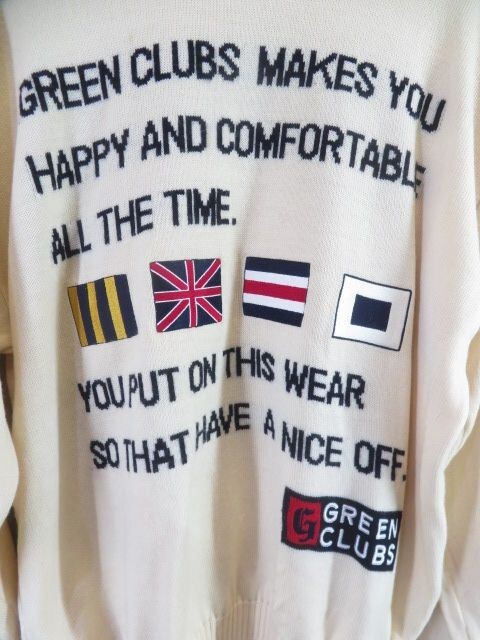 GREEN CLUBS MAKES YOU
HAPPY AND COMFORTABLE
ALL THE TIME.
YOU PUT ON THIS WEAR
SO THAT HAVE A NICE OFF.
G GREEN
CLUBS